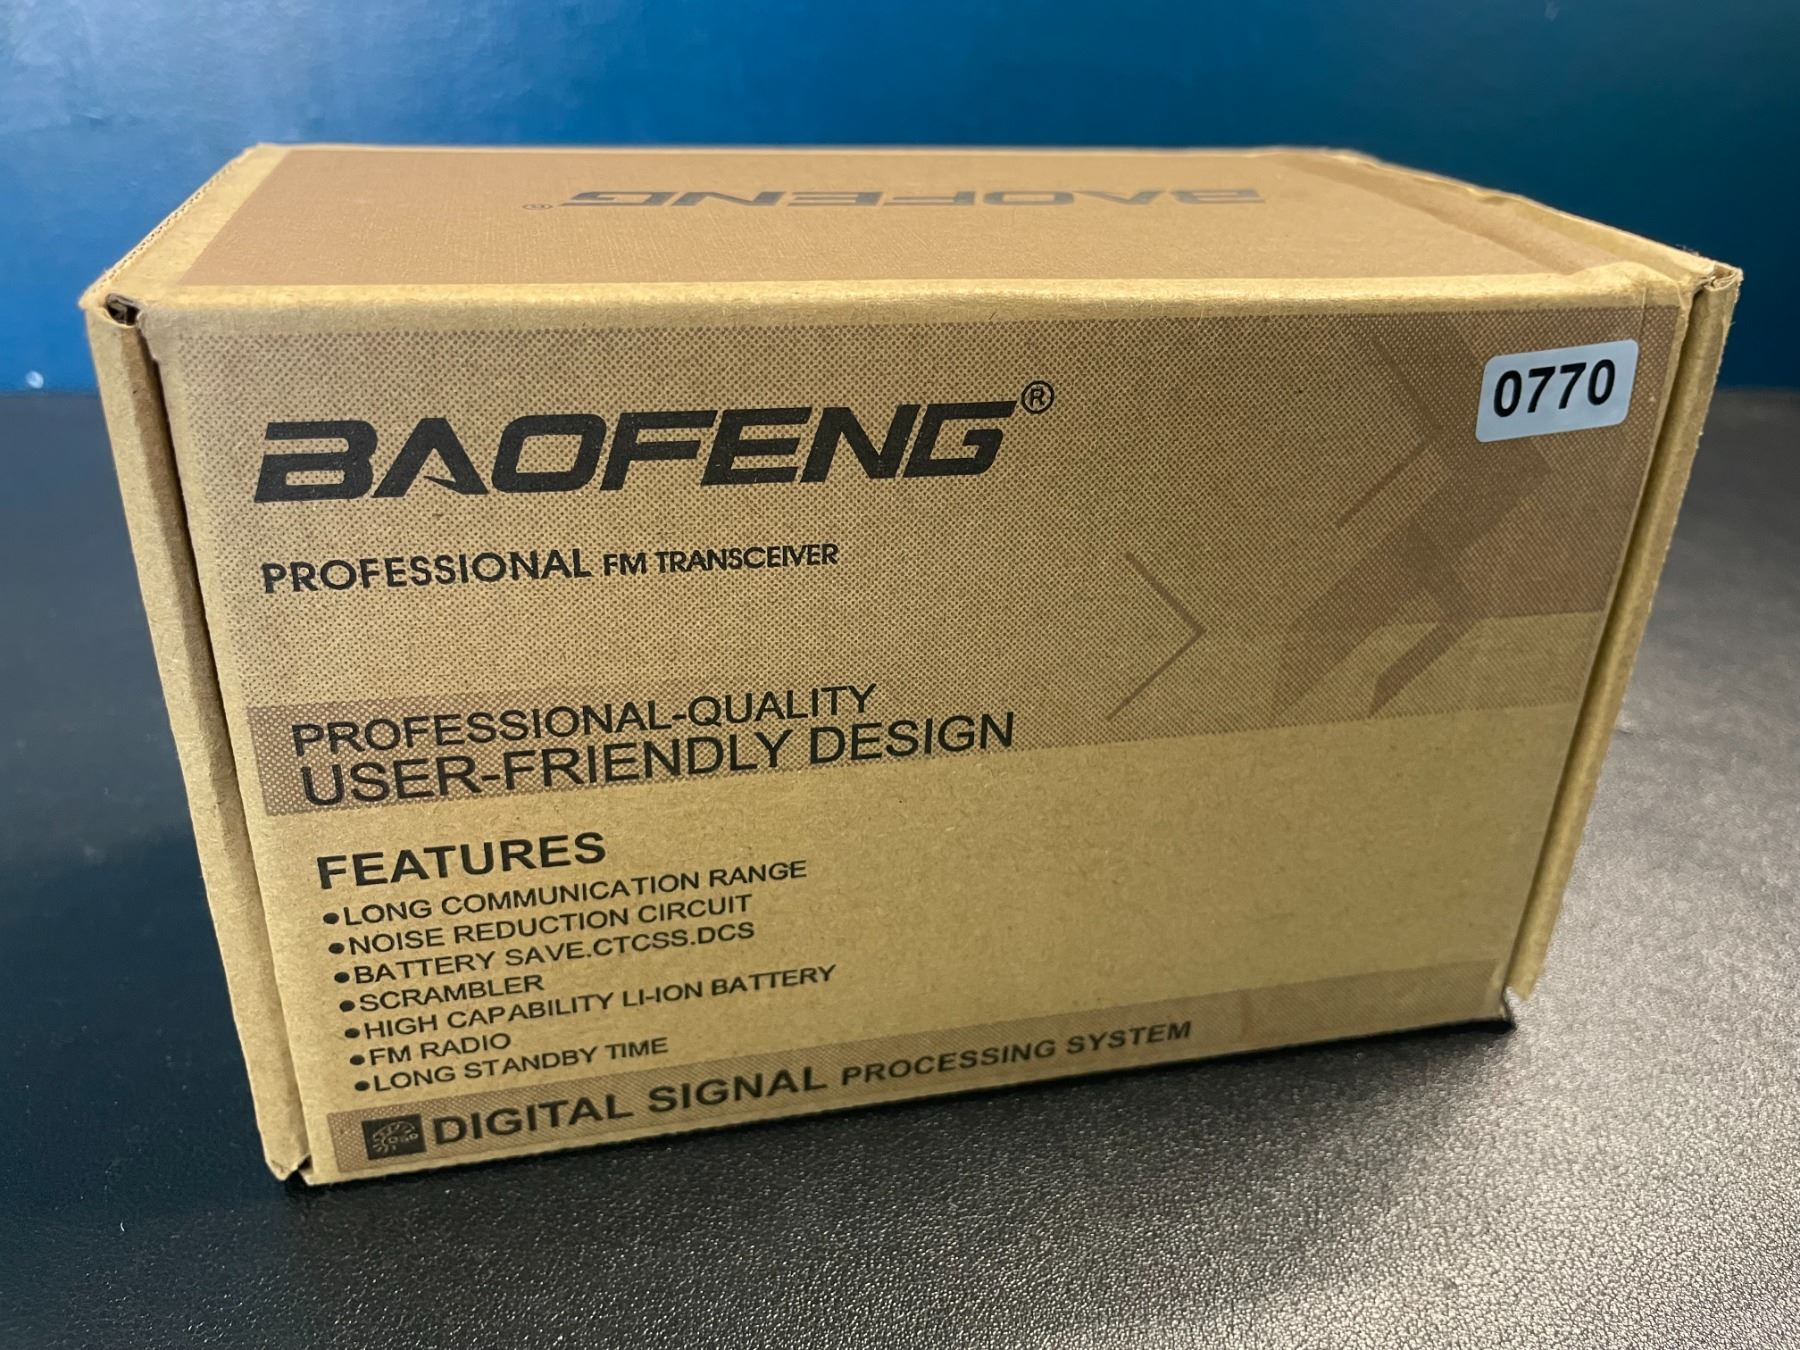 BAOFENG®
BAOFENG®
0770
PROFESSIONAL FM TRANSCEIVER
PROFESSIONAL-QUALITY
USER-FRIENDLY DESIGN
FEATURES
•LONG COMMUNICATION RANGE
•NOISE REDUCTION CIRCUIT
•BATTERY SAVE.CTCSS.DCS
•SCRAMBLER
•HIGH CAPABILITY LI-ION BATTERY
•FM RADIO
•LONG STANDBY TIME
DIGITAL SIGNAL PROCESSING SYSTEM